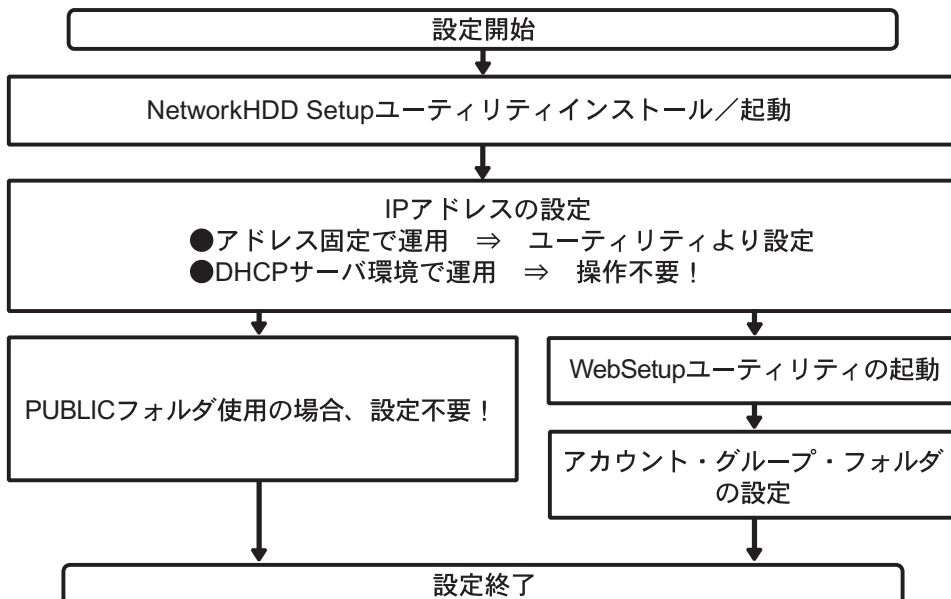 設定開始
NetworkHDD Setupユーティリティインストール／起動
IPアドレスの設定
●アドレス固定で運用　⇒　ユーティリティより設定
●DHCPサーバ環境で運用　⇒　操作不要！
PUBLICフォルダ使用の場合、設定不要！
WebSetupユーティリティの起動
アカウント・グループ・フォルダ
の設定
設定終了